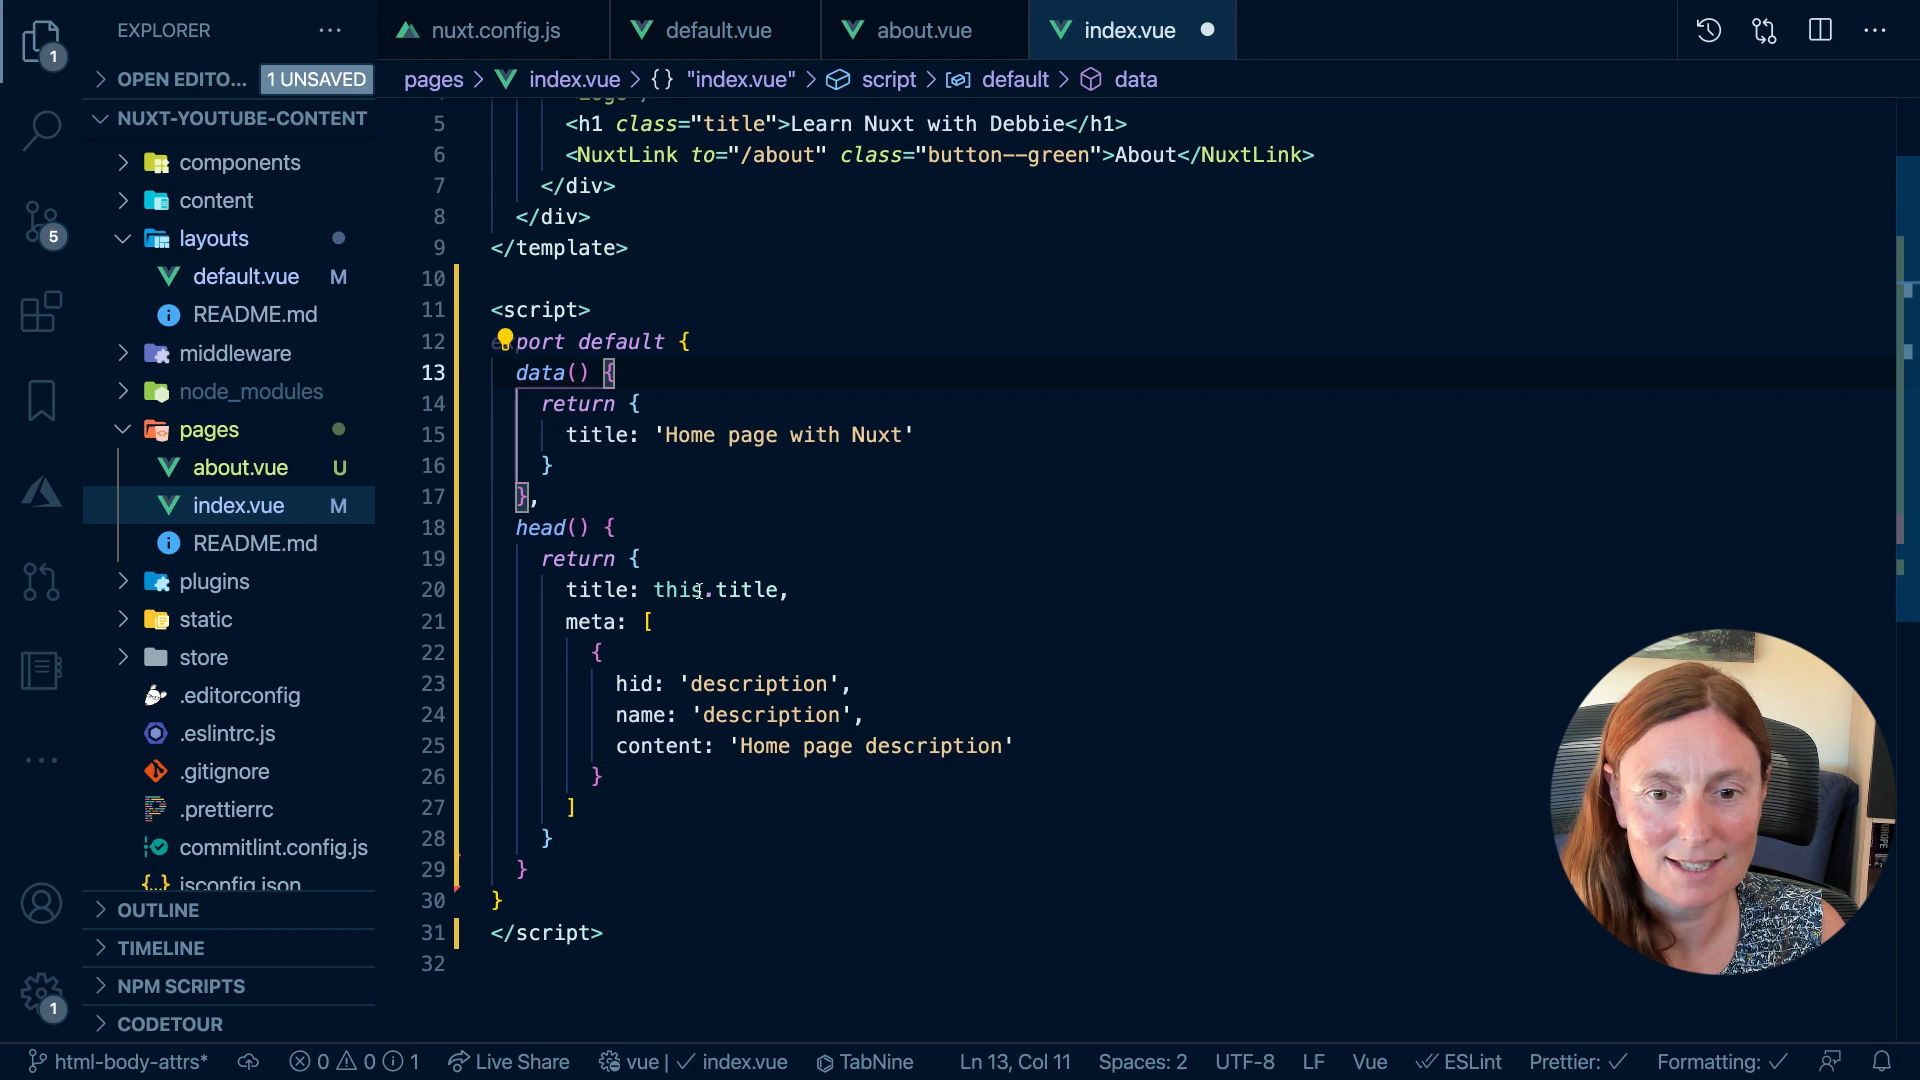 EXPLORER
nuxt.config.js
default.vue
about.vue
index.vue
1
OPEN EDITO...
1 UNSAVED
pages > index.vue > {} "index.vue" > script > default > data
NUXT-YOUTUBE-CONTENT
components
content
layouts
default.vue M
README.md
middleware
node_modules
pages
about.vue U
index.vue M
README.md
plugins
static
store
.editorconfig
.eslintrc.js
.gitignore
.prettierrc
commitlint.config.js
jsconfig.json
OUTLINE
TIMELINE
NPM SCRIPTS
CODETOUR
5
1
5 <h1 class="title">Learn Nuxt with Debbie</h1>
6 <NuxtLink to="/about" class="button--green">About</NuxtLink>
7 </div>
8 </div>
9 </template>
10
11 <script>
12 export default {
13 data() {
14 return {
15 title: 'Home page with Nuxt'
16 }
17 },
18 head() {
19 return {
20 title: this.title,
21 meta: [
22 {
23 hid: 'description',
24 name: 'description',
25 content: 'Home page description'
26 }
27 ]
28 }
29 }
30 }
31 </script>
32
html-body-attrs* 0 0 1 Live Share vue | ✓ index.vue TabNine Ln 13, Col 11 Spaces: 2 UTF-8 LF Vue ESLint Prettier: ✓ Formatting: ✓